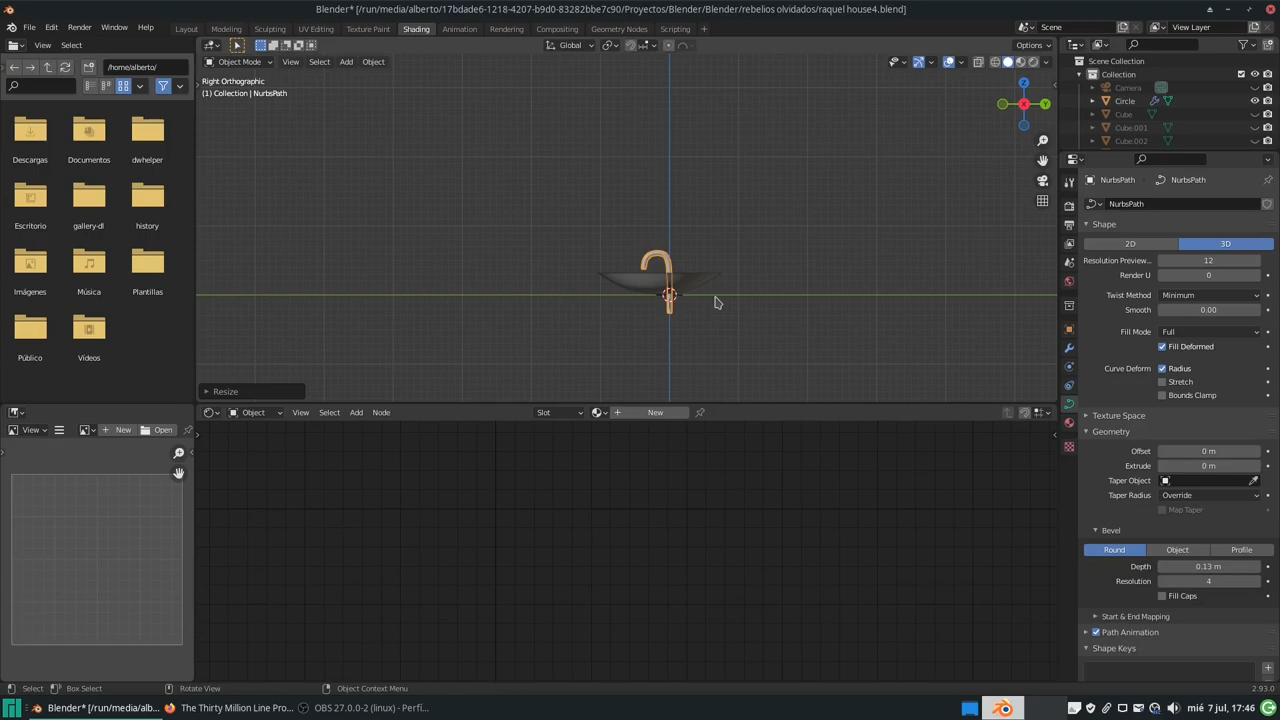 Blender* [/run/media/alberto/17bdade6-1218-4207-b9d0-83282bbe7c90/Proyectos/Blender/Blender/rebelios olvidados/raquel house4.blend]
File Edit Render Window Help Layout Modeling Sculpting UV Editing Texture Paint Shading Animation Rendering Compositing Geometry Nodes Scripting Scene View Layer
View Select Global Options
/home/alberto/ Object Mode View Select Add Object
Right Orthographic
(1) Collection | NurbsPath
Scene Collection
Collection
Camera
Circle
Cube
Cube.001
Cube.002
Descargas Documentos dwhelper
Escritorio gallery-dl history
Imágenes Música Plantillas
Público Vídeos
Z
Y
Resize
NurbsPath NurbsPath
NurbsPath
Shape
2D 3D
Resolution Preview... 12
Render U 0
Twist Method Minimum
Smooth 0.00
Fill Mode Full
Fill Deformed
Curve Deform Radius
Stretch
Bounds Clamp
Texture Space
Geometry
Offset 0 m
Extrude 0 m
Taper Object
Taper Radius Override
Map Taper
Bevel
Round Object Profile
Depth 0.13 m
Resolution 4
Fill Caps
Start & End Mapping
Path Animation
Shape Keys
Object View Select Add Node Slot New
View New Open
Select Box Select Rotate View Object Context Menu 2.93.0
Blender* [/run/media/alb... The Thirty Million Line Pro... OBS 27.0.0-2 (linux) - Perfi... mié 7 jul, 17:46